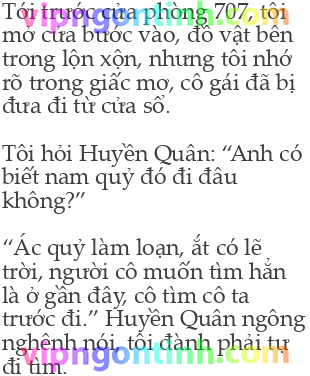 Tới trước cửa phòng 707, tôi
mở cửa bước vào, đồ vật bên
trong lộn xộn, nhưng tôi nhớ
rõ trong giấc mơ, cô gái đã bị
đưa đi từ cửa sổ.
Tôi hỏi Huyền Quân: “Anh có
biết nam quỷ đó đi đâu
không?”
“Ác quỷ làm loạn, ắt có lẽ
trời, người cô muốn tìm hẳn
là ở gần đây, cô tìm cô ta
trước đi.” Huyền Quân ngông
nghênh nói, tôi đành phải tự
đi tìm.
vipngontinh.com
vipngontinh.com